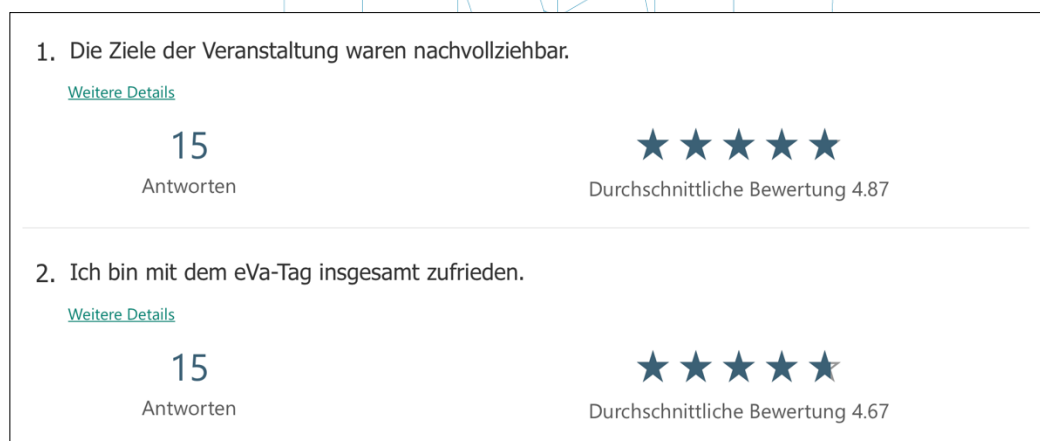 1. Die Ziele der Veranstaltung waren nachvollziehbar.
Weitere Details
15
Antworten
Durchschnittliche Bewertung 4.87
2. Ich bin mit dem eVa-Tag insgesamt zufrieden.
Weitere Details
15
Antworten
Durchschnittliche Bewertung 4.67